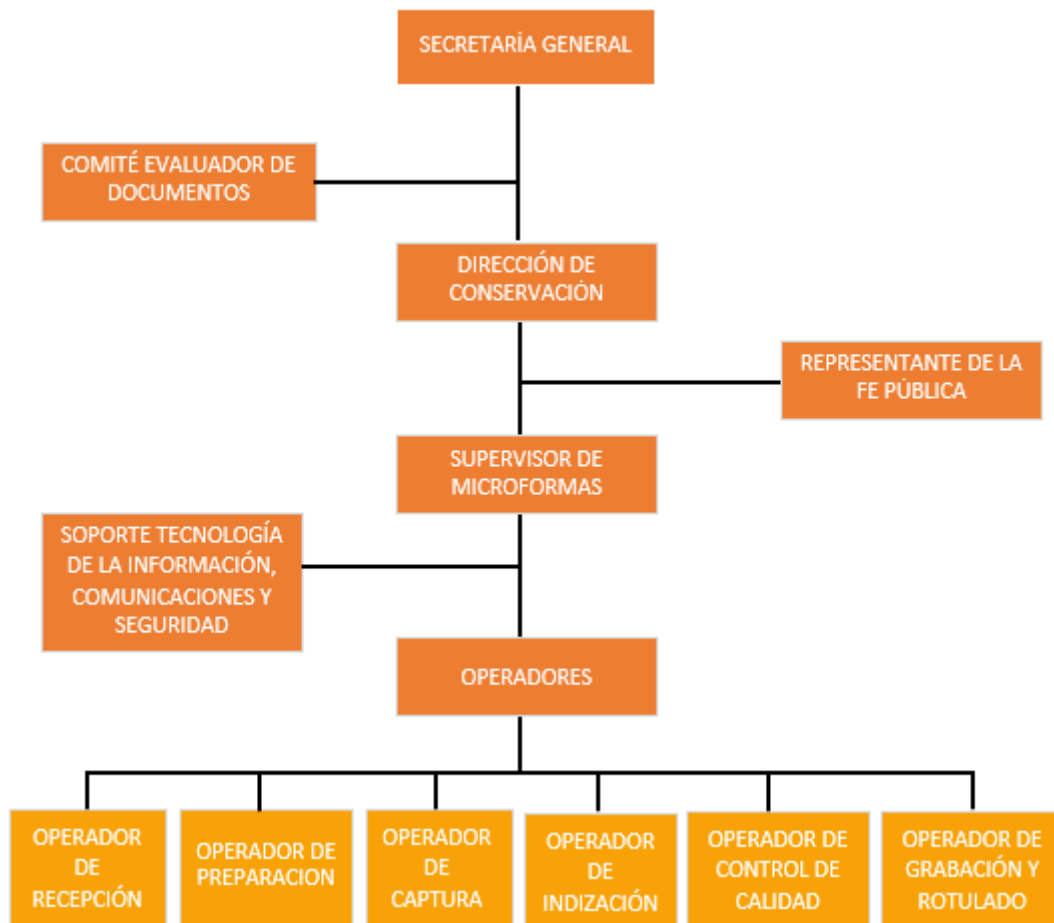 SECRETARÍA GENERAL
COMITÉ EVALUADOR DE
DOCUMENTOS
DIRECCIÓN DE
CONSERVACIÓN
REPRESENTANTE DE LA
FE PÚBLICA
SUPERVISOR DE
MICROFORMAS
SOPORTE TECNOLOGÍA
DE LA INFORMACIÓN,
COMUNICACIONES Y
SEGURIDAD
OPERADORES
OPERADOR
DE
RECEPCIÓN
OPERADOR DE
PREPARACION
OPERADOR
DE
CAPTURA
OPERADOR
DE
INDIZACIÓN
OPERADOR DE
CONTROL DE
CALIDAD
OPERADOR DE
GRABACIÓN Y
ROTULADO